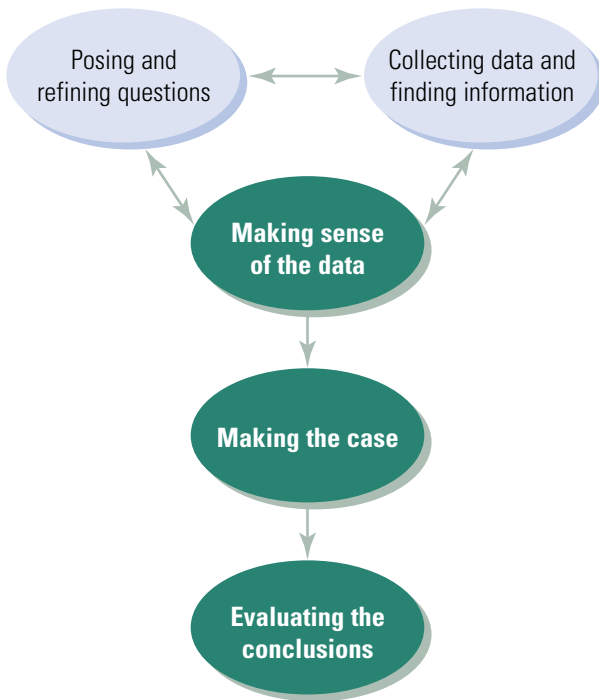 Posing and
refining questions
Collecting data and
finding information
Making sense
of the data
Making the case
Evaluating the
conclusions